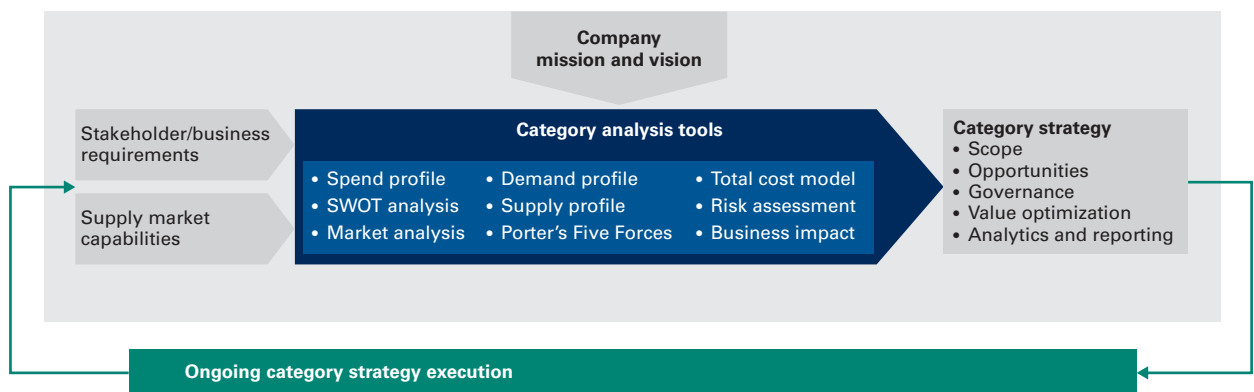 Company
mission and vision
Stakeholder/business
requirements
Supply market
capabilities
Category analysis tools
• Spend profile
• SWOT analysis
• Market analysis
• Demand profile
• Supply profile
• Porter’s Five Forces
• Total cost model
• Risk assessment
• Business impact
Category strategy
• Scope
• Opportunities
• Governance
• Value optimization
• Analytics and reporting
Ongoing category strategy execution